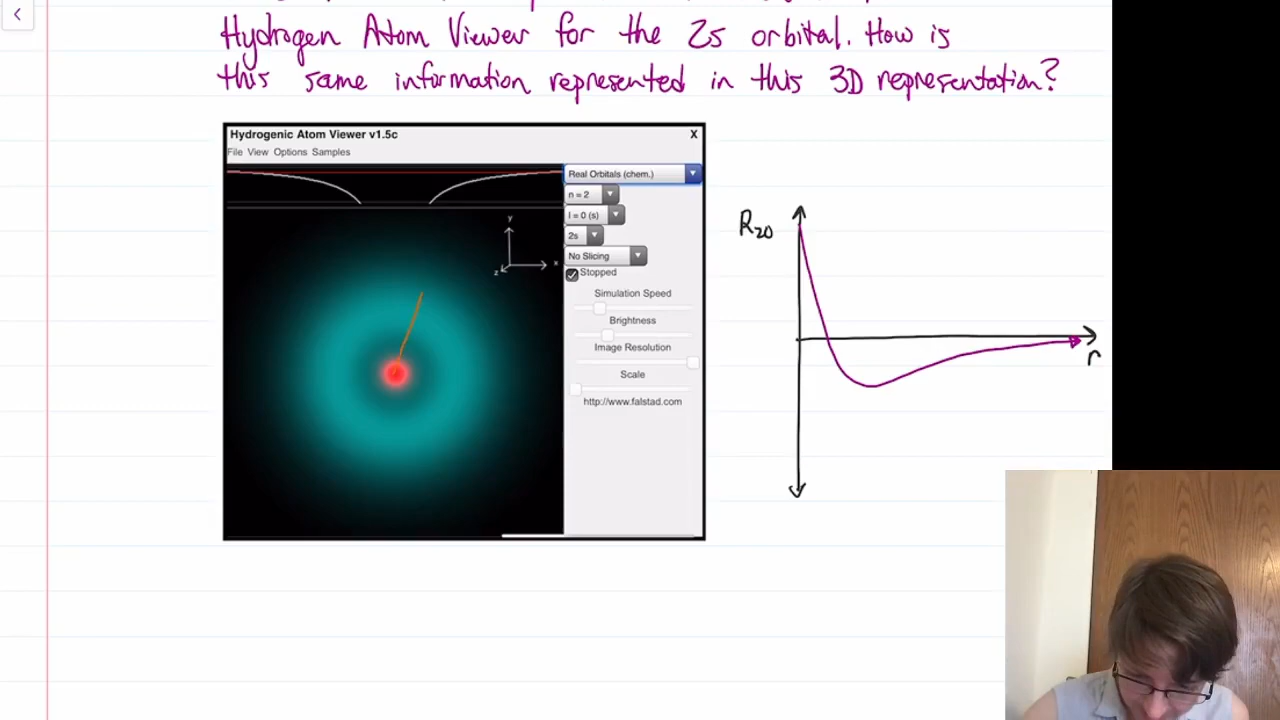 Hydrogen Atom Viewer for the 2s orbital. How is
this same information represented in this 3D representation?
Hydrogenic Atom Viewer v1.5c X
File View Options Samples
Real Orbitals (chem.)
n = 2
l = 0 (s)
2s
No Slicing
Stopped
Simulation Speed
Brightness
Image Resolution
Scale
http://www.falstad.com
y
x
z
R20
r